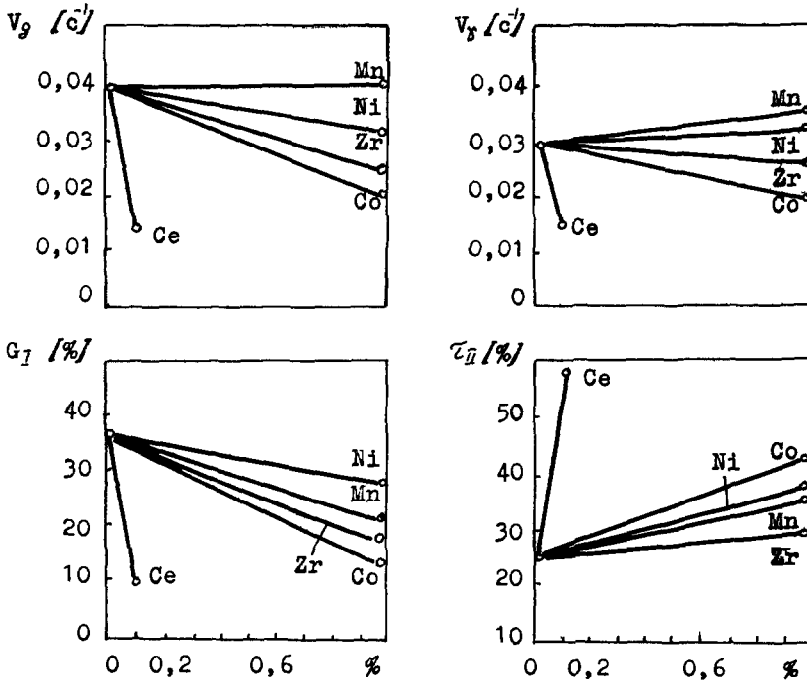 V𝑔 [c⁻¹]
0,04
0,03
0,02
0,01
0
Mn
Ni
Zr
Co
Ce
Vɣ [c⁻¹]
0,04
0,03
0,02
0,01
0
Mn
Ni
Zr
Co
Ce
G_I [%]
40
30
20
10
0
Ni
Mn
Zr
Co
Ce
0 0,2 0,6 %
τ_II [%]
50
40
30
20
10
Ce
Co
Ni
Mn
Zr
0 0,2 0,6 %